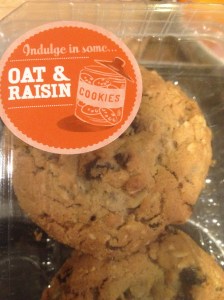 Indulge in some...
OAT &
RAISIN
COOKIES